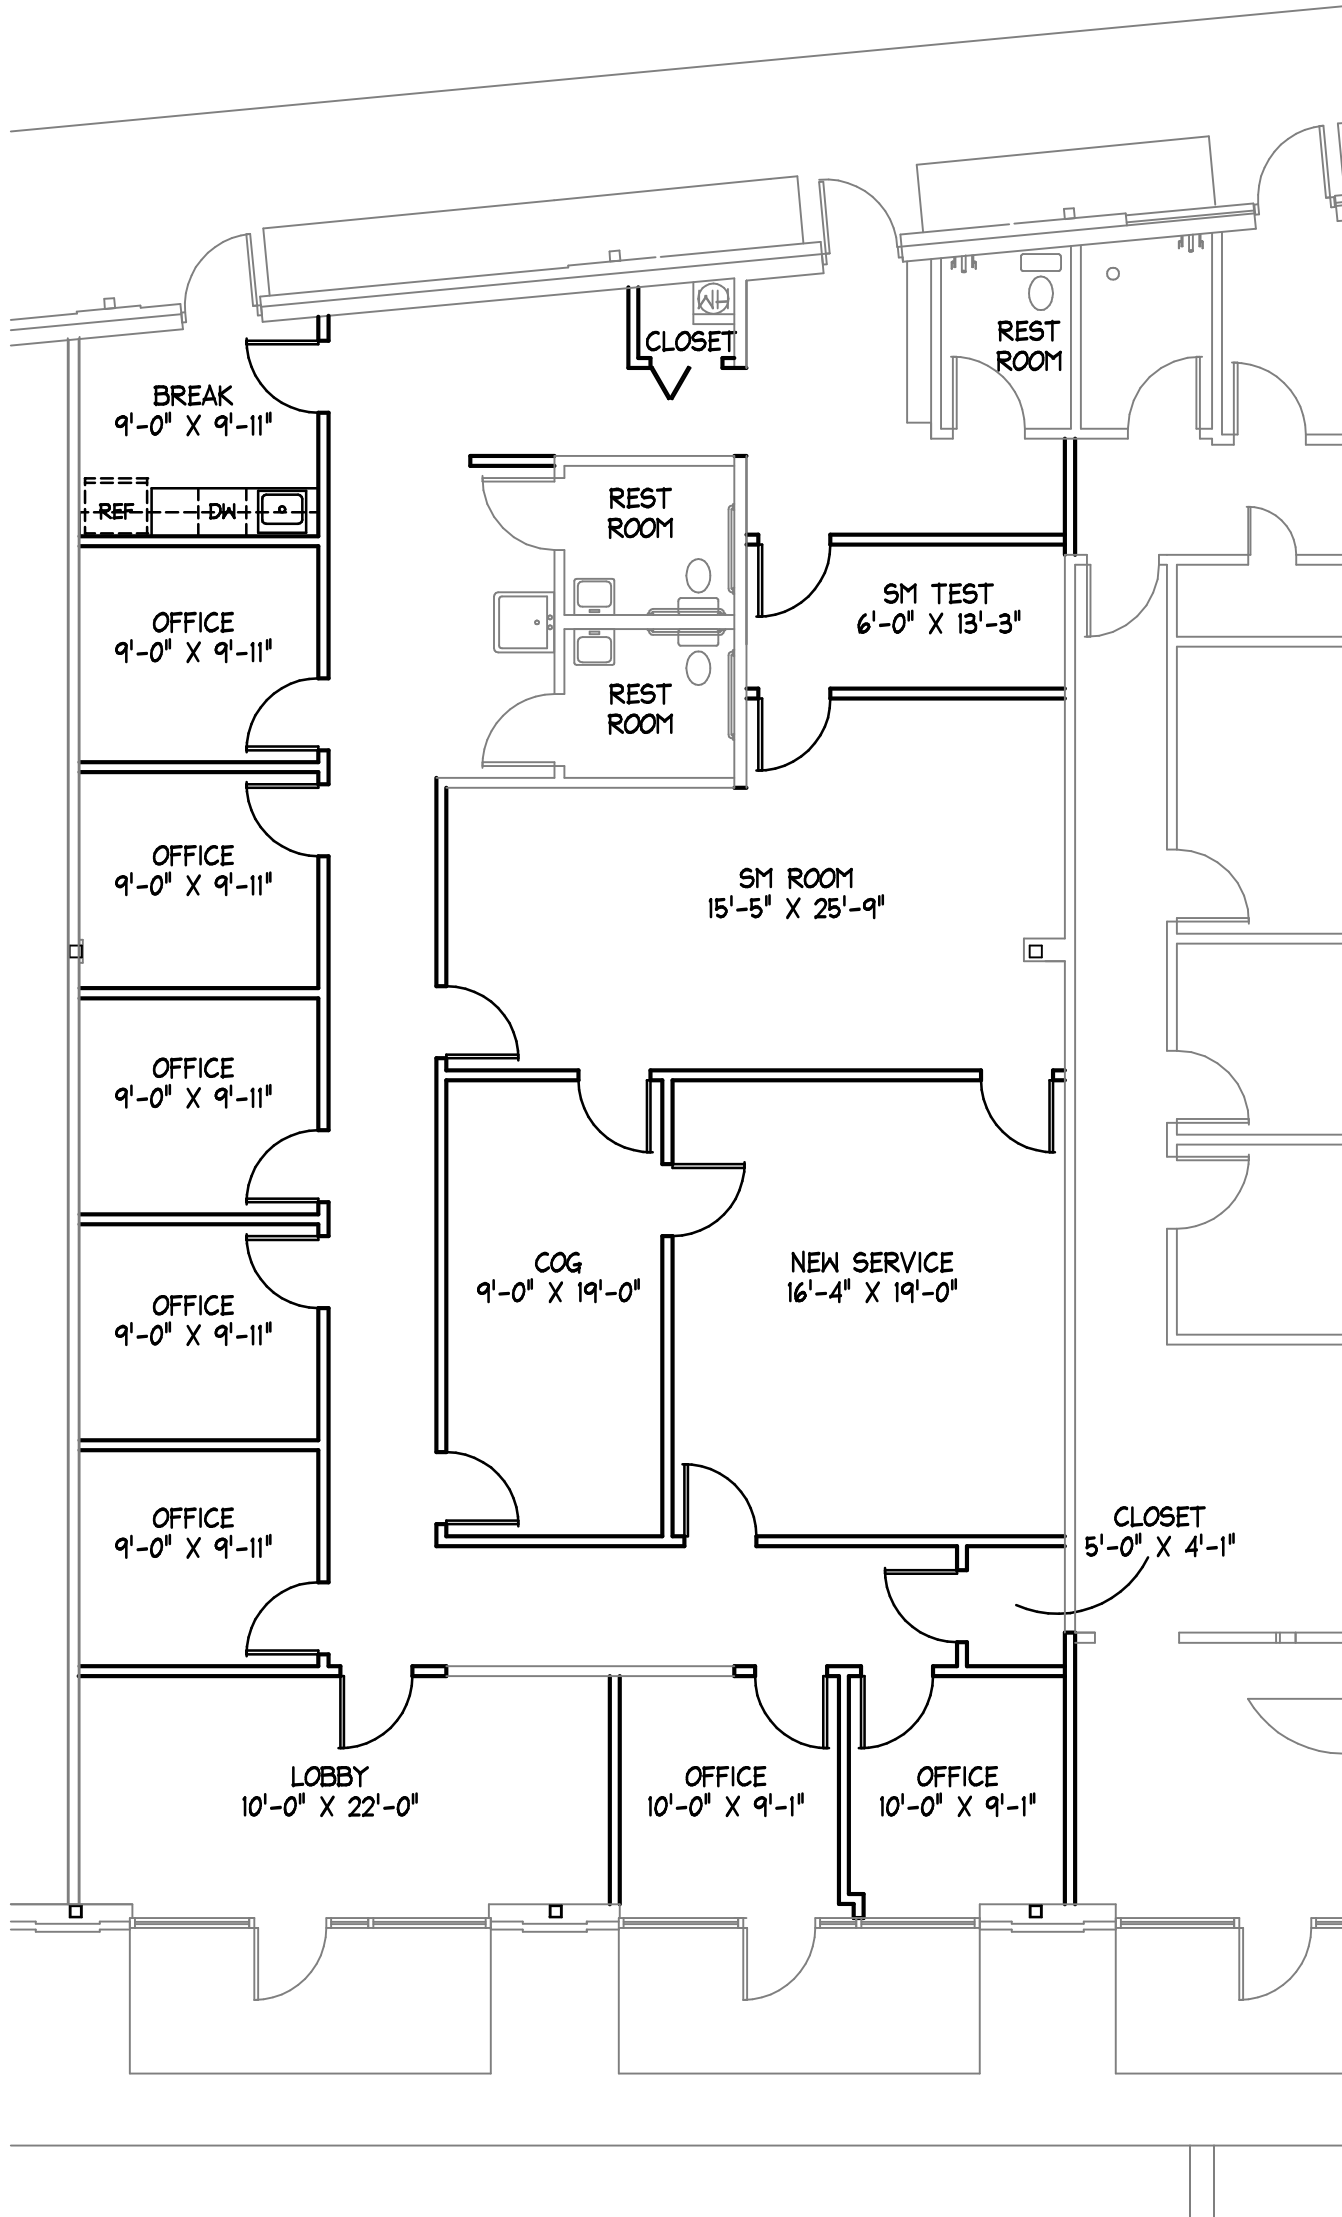 HW
CLOSET
REST
ROOM
BREAK
9'-0" X 9'-11"
REF
DW
REST
ROOM
SM TEST
6'-0" X 13'-3"
OFFICE
9'-0" X 9'-11"
REST
ROOM
OFFICE
9'-0" X 9'-11"
SM ROOM
15'-5" X 25'-9"
OFFICE
9'-0" X 9'-11"
COG
9'-0" X 19'-0"
NEW SERVICE
16'-4" X 19'-0"
OFFICE
9'-0" X 9'-11"
OFFICE
9'-0" X 9'-11"
CLOSET
5'-0" X 4'-1"
LOBBY
10'-0" X 22'-0"
OFFICE
10'-0" X 9'-1"
OFFICE
10'-0" X 9'-1"